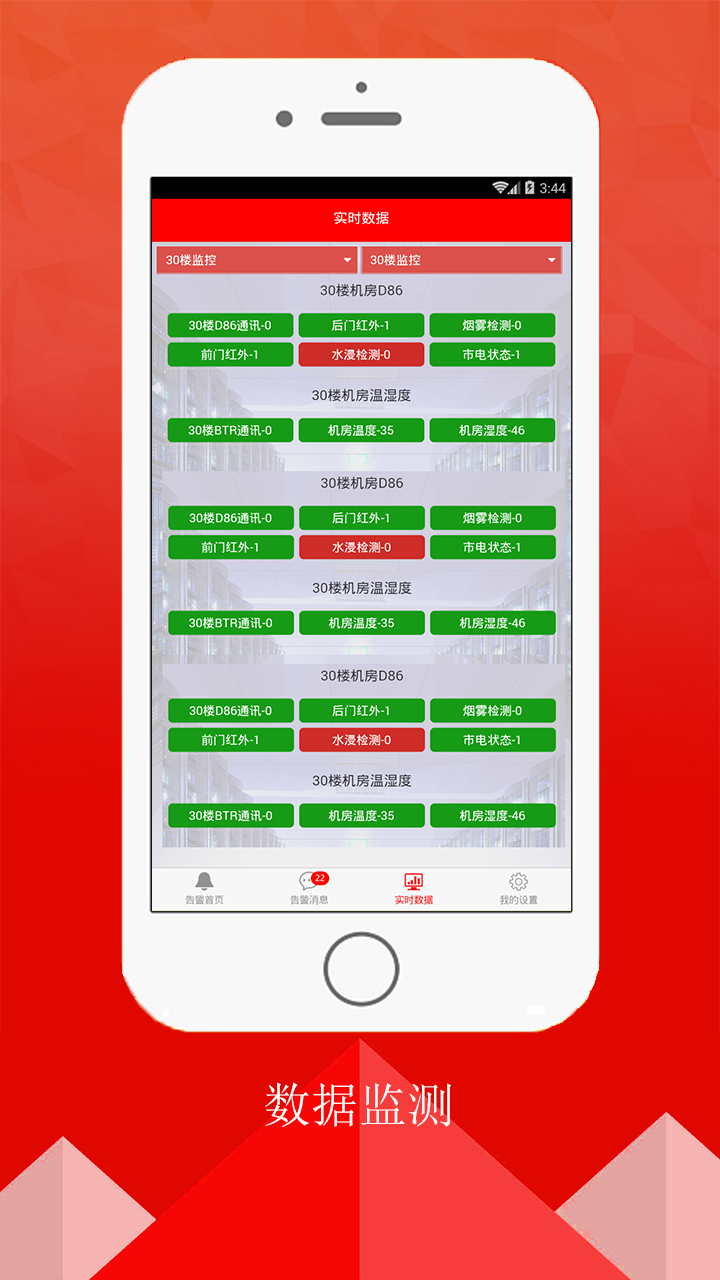 3:44
实时数据
30楼监控 30楼监控
30楼机房D86
30楼D86通讯-0 后门红外-1 烟雾检测-0
前门红外-1 水漫检测-0 市电状态-1
30楼机房温湿度
30楼BTR通讯-0 机房温度-35 机房湿度-46
30楼机房D86
30楼D86通讯-0 后门红外-1 烟雾检测-0
前门红外-1 水漫检测-0 市电状态-1
30楼机房温湿度
30楼BTR通讯-0 机房温度-35 机房湿度-46
30楼机房D86
30楼D86通讯-0 后门红外-1 烟雾检测-0
前门红外-1 水漫检测-0 市电状态-1
30楼机房温湿度
30楼BTR通讯-0 机房温度-35 机房湿度-46
22
告警首页 告警消息 实时数据 我的设置
数据监测